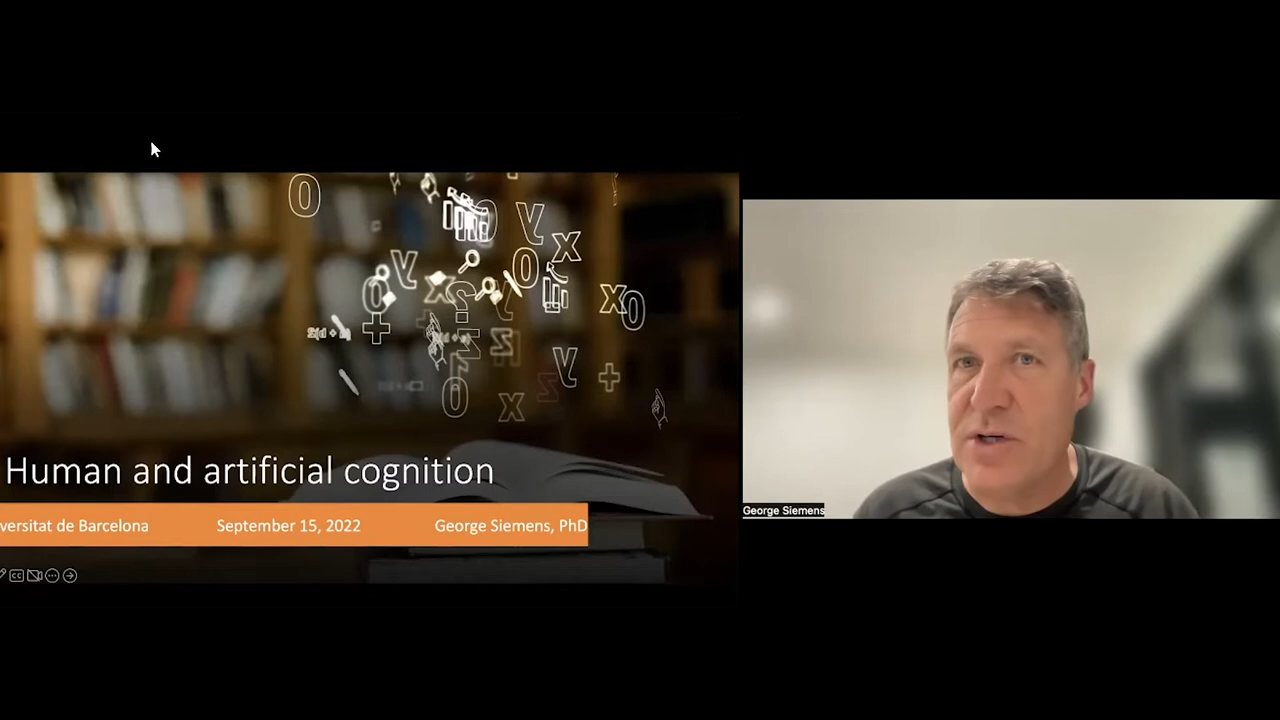 Human and artificial cognition
versitat de Barcelona September 15, 2022 George Siemens, PhD
George Siemens